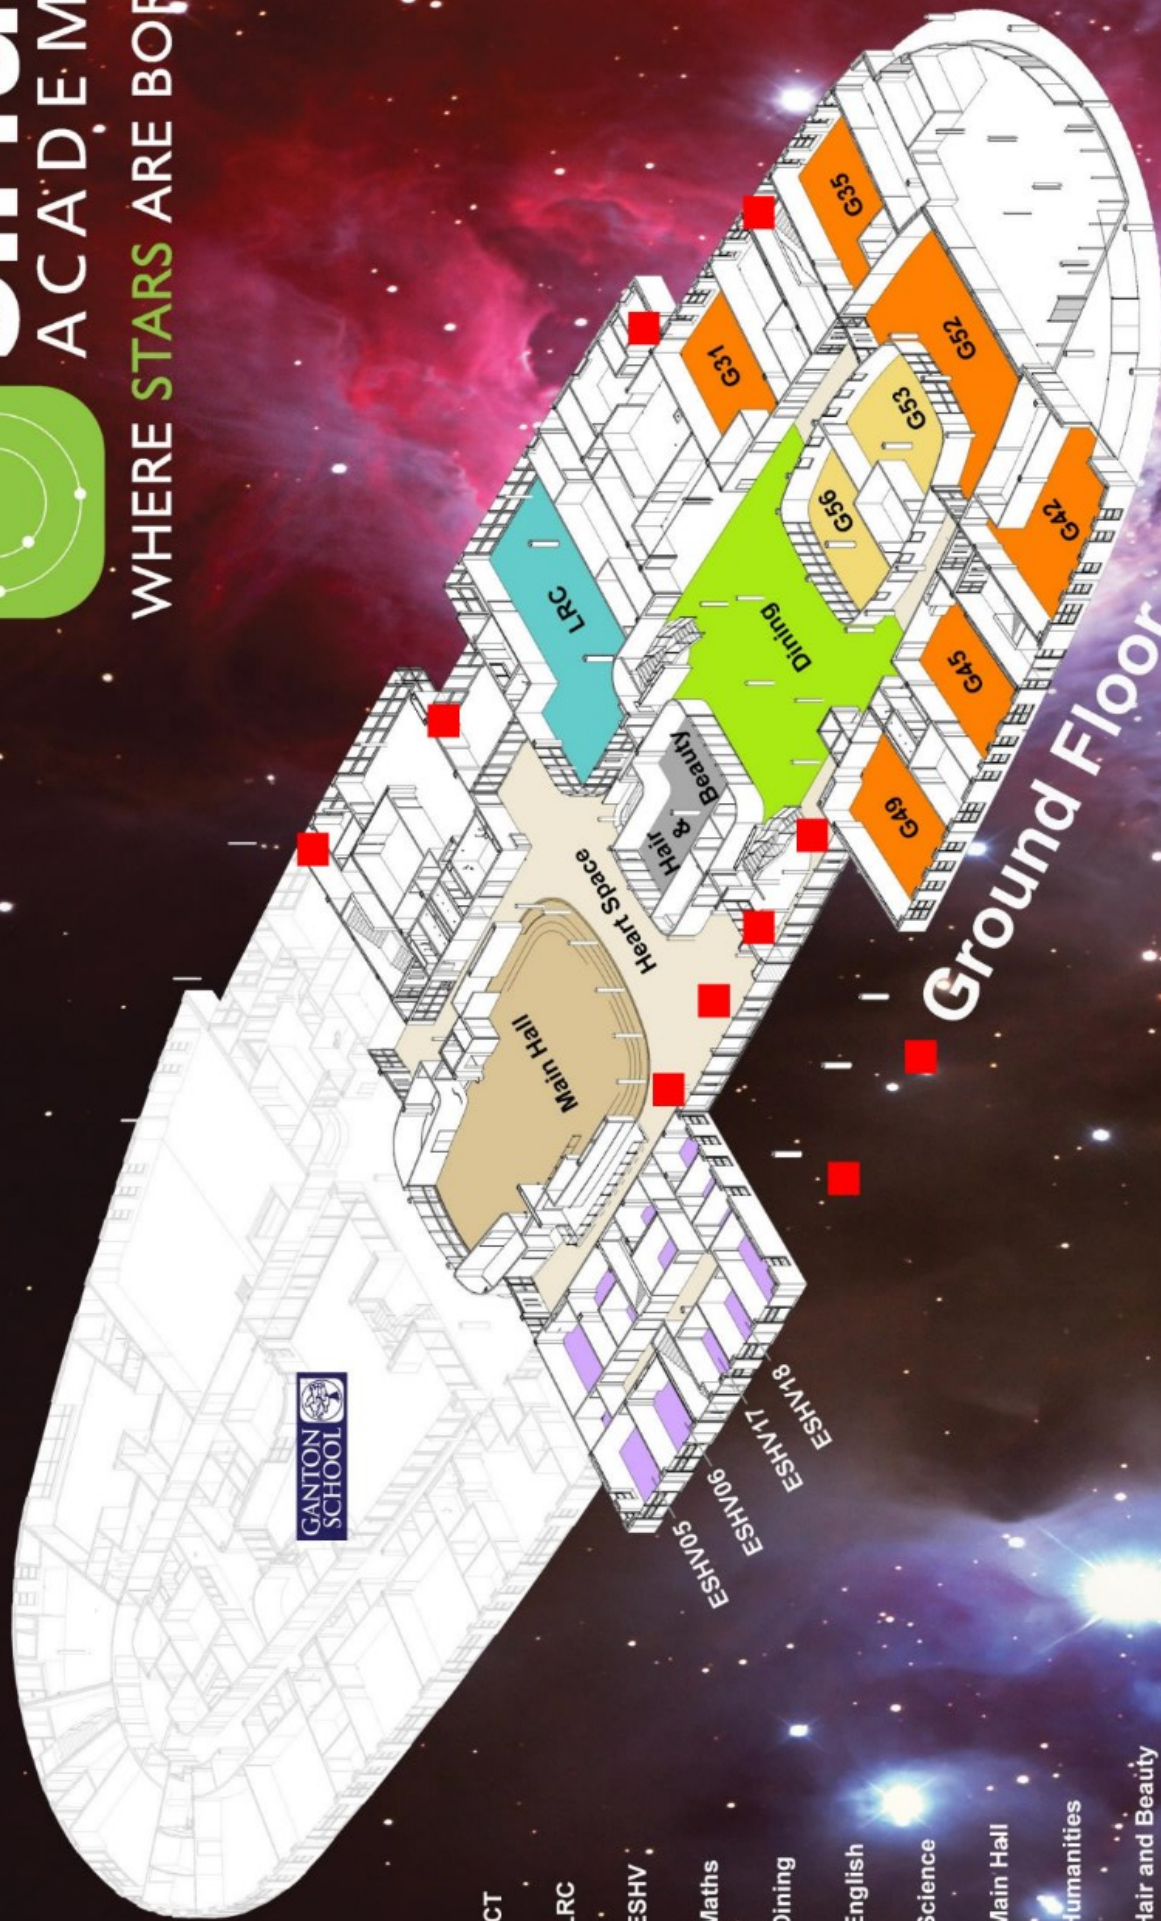 ACADEM
WHERE STARS ARE BOR
GANTON
SCHOOL
Main Hall
Heart Space
LRC
Hair
&
Beauty
Dining
G31
G35
G52
G53
G56
G42
G45
G49
ESHV05
ESHV06
ESHV17
ESHV18
Ground Floor
CT
LRC
ESHV
Maths
Dining
English
Science
Main Hall
Humanities
Hair and Beauty